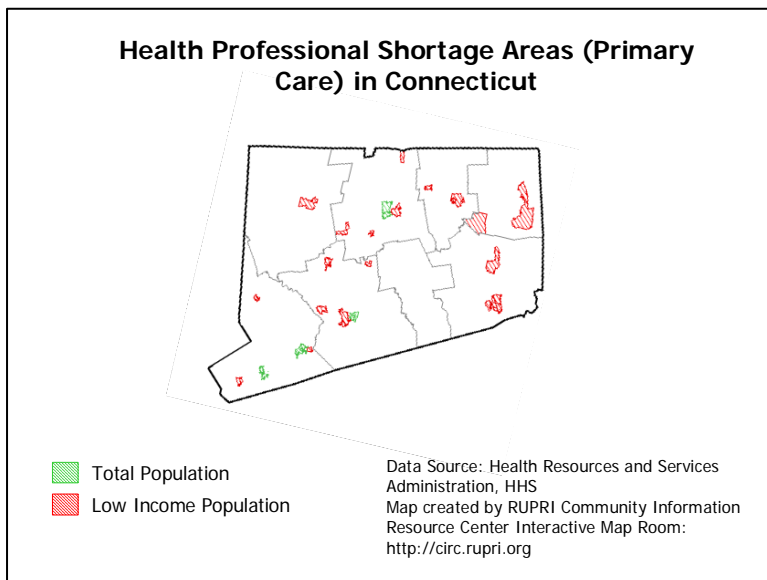 Health Professional Shortage Areas (Primary
Care) in Connecticut
Total Population
Low Income Population
Data Source: Health Resources and Services
Administration, HHS
Map created by RUPRI Community Information
Resource Center Interactive Map Room:
http://circ.rupri.org